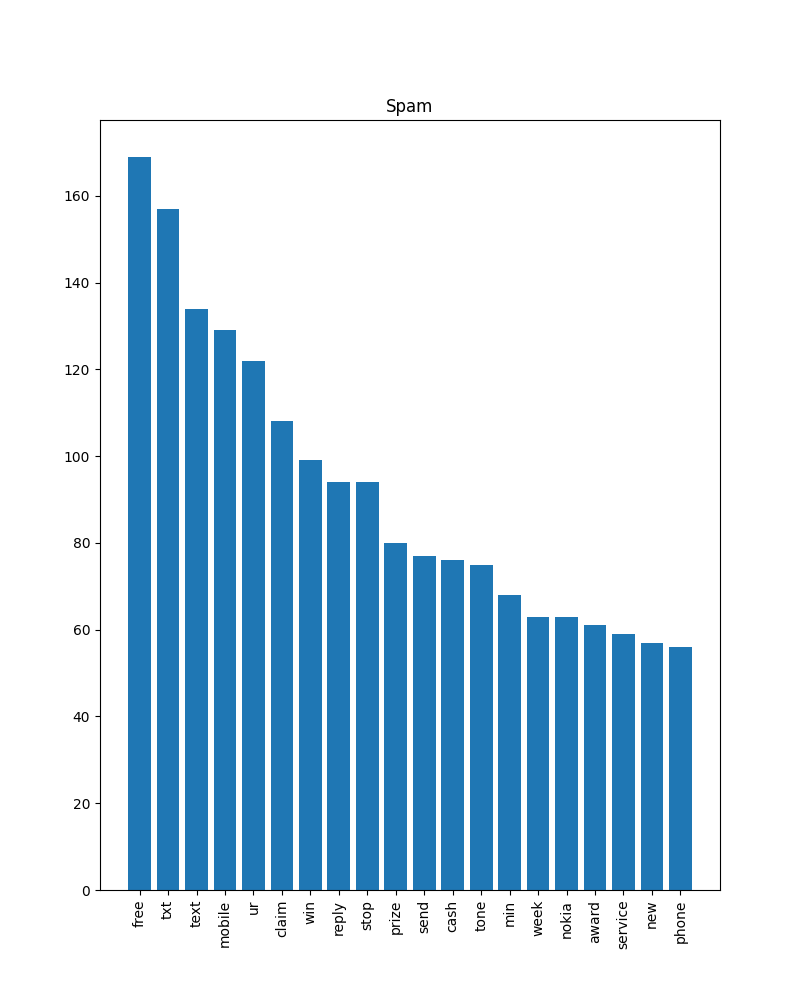 Spam
160
140
120
100
80
60
40
20
0
free
txt
text
mobile
ur
claim
win
reply
stop
prize
send
cash
tone
min
week
nokia
award
service
new
phone